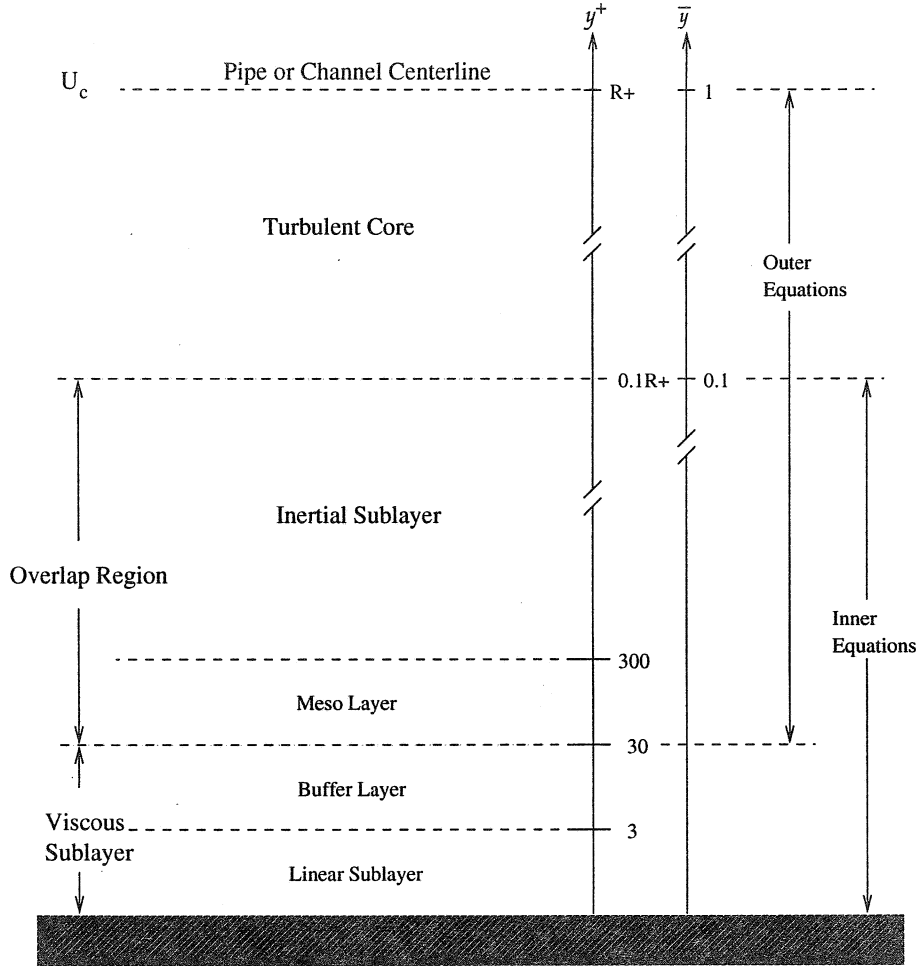 y+ y̅
U_c Pipe or Channel Centerline R+ 1
Turbulent Core
Outer
Equations
0.1R+ 0.1
Inertial Sublayer
Overlap Region
Inner
Equations
300
Meso Layer
30
Buffer Layer
Viscous
Sublayer
3
Linear Sublayer